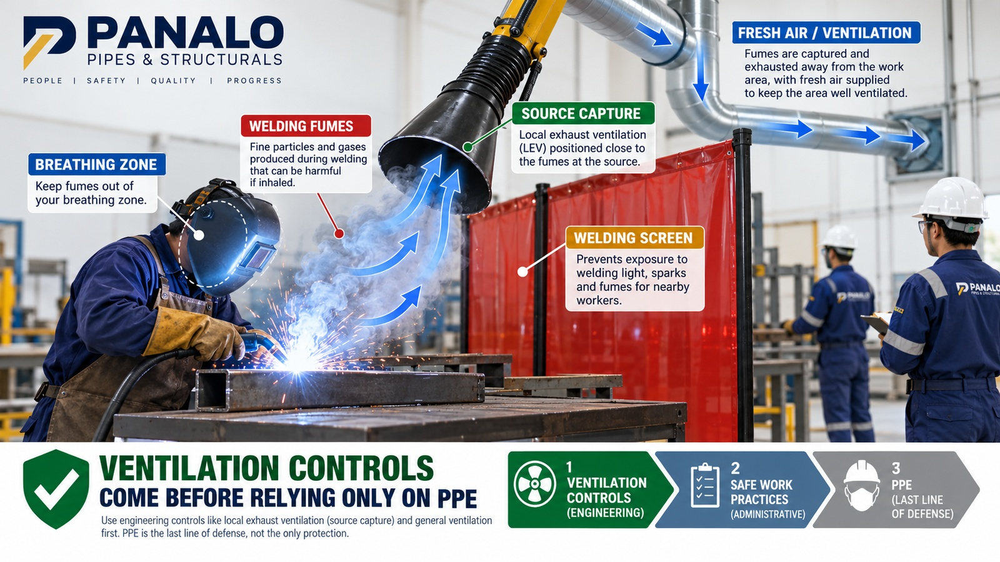 PANALO
PIPES & STRUCTURALS
PEOPLE | SAFETY | QUALITY | PROGRESS
BREATHING ZONE
Keep fumes out of
your breathing zone.
WELDING FUMES
Fine particles and gases
produced during welding
that can be harmful
if inhaled.
SOURCE CAPTURE
Local exhaust ventilation
(LEV) positioned close to
the fumes at the source.
FRESH AIR / VENTILATION
Fumes are captured and
exhausted away from the work
area, with fresh air supplied
to keep the area well ventilated.
WELDING SCREEN
Prevents exposure to
welding light, sparks
and fumes for nearby
workers.
PANALO
PANALO
PIPES & STRUCTURALS
VENTILATION CONTROLS
COME BEFORE RELYING ONLY ON PPE
Use engineering controls like local exhaust ventilation (source capture) and general ventilation
first. PPE is the last line of defense, not the only protection.
1
VENTILATION
CONTROLS
(ENGINEERING)
2
SAFE WORK
PRACTICES
(ADMINISTRATIVE)
3
PPE
(LAST LINE
OF DEFENSE)